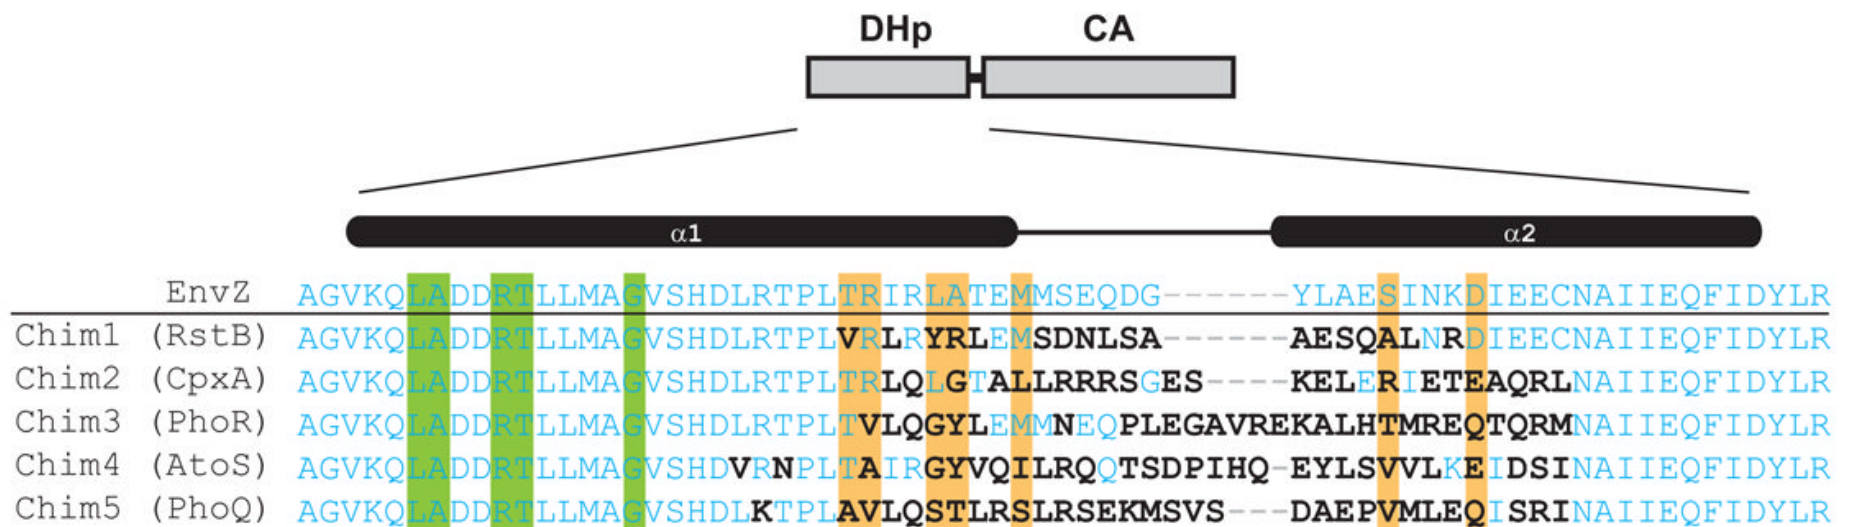 DHp CA
α1 α2
EnvZ AGVKQLADDRTLLMAGVSHDLRTPLTRIRLATEMMSEQDG------YLAESINKDIEECNAIIEQFIDYLR
Chim1 (RstB) AGVKQLADDRTLLMAGVSHDLRTPLVRLRYRLEMSDNLSA------AESQALNRDIEECNAIIEQFIDYLR
Chim2 (CpxA) AGVKQLADDRTLLMAGVSHDLRTPLTRLQLGTALLRRRSGES----KELERIETEAQRLNAIIEQFIDYLR
Chim3 (PhoR) AGVKQLADDRTLLMAGVSHDLRTPLTVLQGYLEMMNEQPLEGAVREKALHTMREQTQRMNAIIEQFIDYLR
Chim4 (AtoS) AGVKQLADDRTLLMAGVSHDVRNPLTAIRGYVQILRQQTSDPIHQ-EYLSVVLKEIDSINAIIEQFIDYLR
Chim5 (PhoQ) AGVKQLADDRTLLMAGVSHDLKTPLAVLQSTLRSLRSEKMSVS---DAEPVMLEQISRINAIIEQFIDYLR